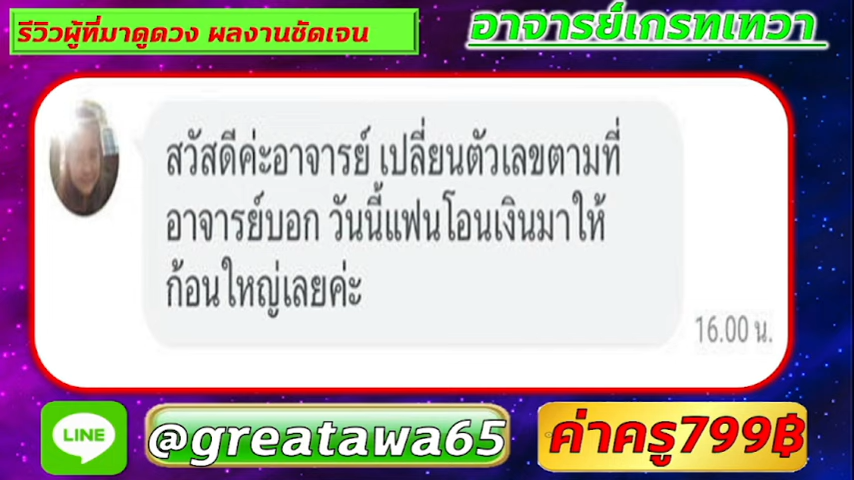 รีวิวผู้ที่มาดูดวง ผลงานชัดเจน
อาจารย์เกรทเทวา
สวัสดีค่ะอาจารย์ เปลี่ยนตัวเลขตามที่
อาจารย์บอก วันนี้แฟนโอนเงินมาให้
ก้อนใหญ่เลยค่ะ
16.00 น.
LINE
@greatawa65
ค่าครู799฿